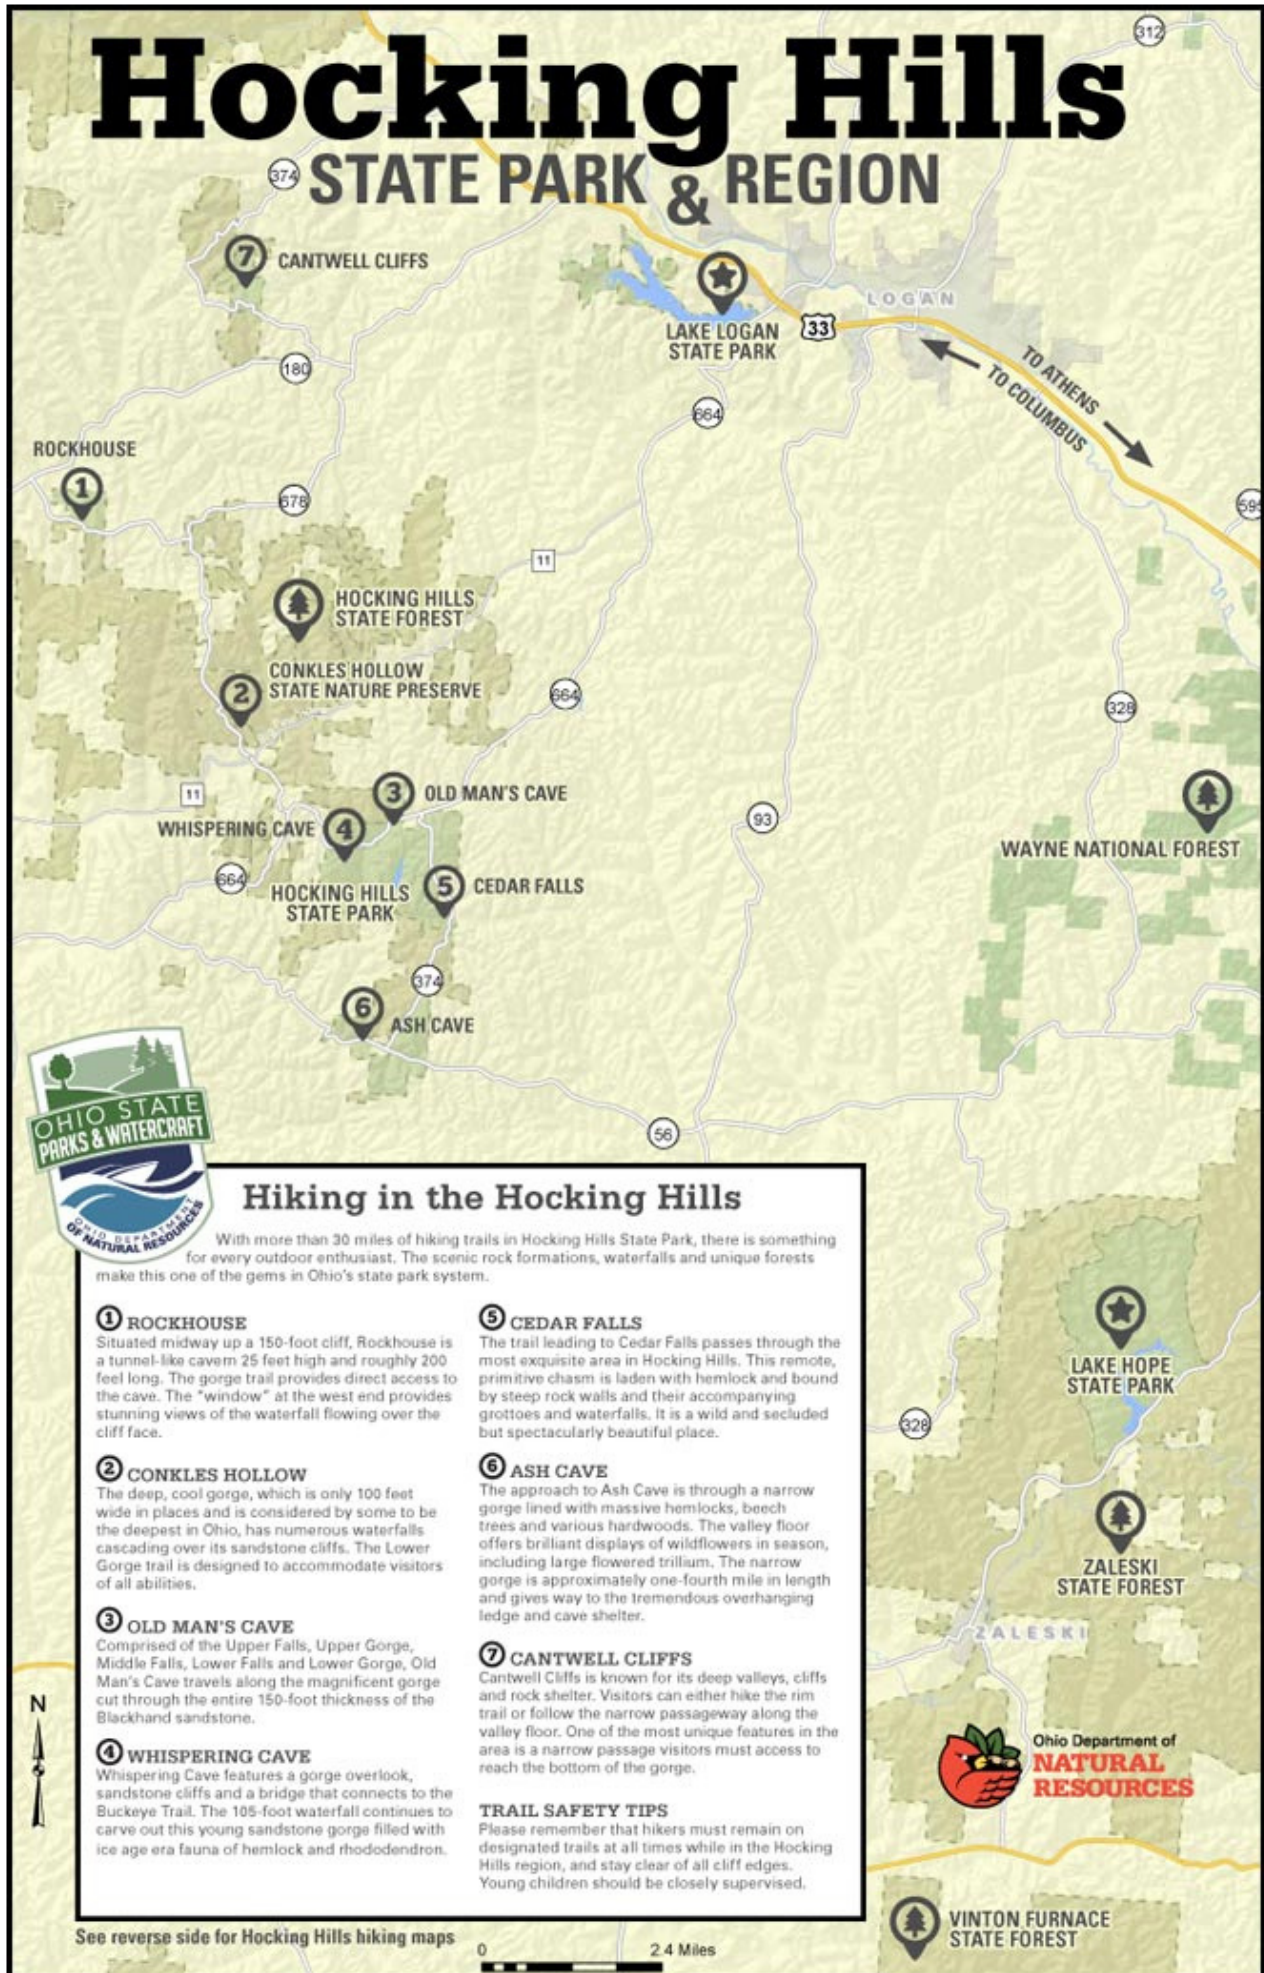 Hocking Hills
STATE PARK & REGION
312
374
7
CANTWELL CLIFFS
LOGAN
LAKE LOGAN
STATE PARK
33
TO ATHENS
TO COLUMBUS
180
664
ROCKHOUSE
1
678
595
11
HOCKING HILLS
STATE FOREST
CONKLES HOLLOW
STATE NATURE PRESERVE
2
664
328
11
3
OLD MAN'S CAVE
WHISPERING CAVE
4
93
WAYNE NATIONAL FOREST
664
HOCKING HILLS
STATE PARK
5
CEDAR FALLS
374
6
ASH CAVE
56
OHIO STATE
PARKS & WATERCRAFT
OHIO DEPARTMENT
OF NATURAL RESOURCES
Hiking in the Hocking Hills
With more than 30 miles of hiking trails in Hocking Hills State Park, there is something
for every outdoor enthusiast. The scenic rock formations, waterfalls and unique forests
make this one of the gems in Ohio's state park system.
1 ROCKHOUSE
Situated midway up a 150-foot cliff, Rockhouse is
a tunnel-like cavern 25 feet high and roughly 200
feel long. The gorge trail provides direct access to
the cave. The "window" at the west end provides
stunning views of the waterfall flowing over the
cliff face.
2 CONKLES HOLLOW
The deep, cool gorge, which is only 100 feet
wide in places and is considered by some to be
the deepest in Ohio, has numerous waterfalls
cascading over its sandstone cliffs. The Lower
Gorge trail is designed to accommodate visitors
of all abilities.
3 OLD MAN'S CAVE
Comprised of the Upper Falls, Upper Gorge,
Middle Falls, Lower Falls and Lower Gorge, Old
Man's Cave travels along the magnificent gorge
cut through the entire 150-foot thickness of the
Blackhand sandstone.
4 WHISPERING CAVE
Whispering Cave features a gorge overlook,
sandstone cliffs and a bridge that connects to the
Buckeye Trail. The 105-foot waterfall continues to
carve out this young sandstone gorge filled with
ice age era fauna of hemlock and rhododendron.
5 CEDAR FALLS
The trail leading to Cedar Falls passes through the
most exquisite area in Hocking Hills. This remote,
primitive chasm is laden with hemlock and bound
by steep rock walls and their accompanying
grottoes and waterfalls. It is a wild and secluded
but spectacularly beautiful place.
6 ASH CAVE
The approach to Ash Cave is through a narrow
gorge lined with massive hemlocks, beech
trees and various hardwoods. The valley floor
offers brilliant displays of wildflowers in season,
including large flowered trillium. The narrow
gorge is approximately one-fourth mile in length
and gives way to the tremendous overhanging
ledge and cave shelter.
7 CANTWELL CLIFFS
Cantwell Cliffs is known for its deep valleys, cliffs
and rock shelter. Visitors can either hike the rim
trail or follow the narrow passageway along the
valley floor. One of the most unique features in the
area is a narrow passage visitors must access to
reach the bottom of the gorge.
TRAIL SAFETY TIPS
Please remember that hikers must remain on
designated trails at all times while in the Hocking
Hills region, and stay clear of all cliff edges.
Young children should be closely supervised.
LAKE HOPE
STATE PARK
328
ZALESKI
STATE FOREST
ZALESKI
N
Ohio Department of
NATURAL
RESOURCES
VINTON FURNACE
STATE FOREST
See reverse side for Hocking Hills hiking maps
0 2.4 Miles